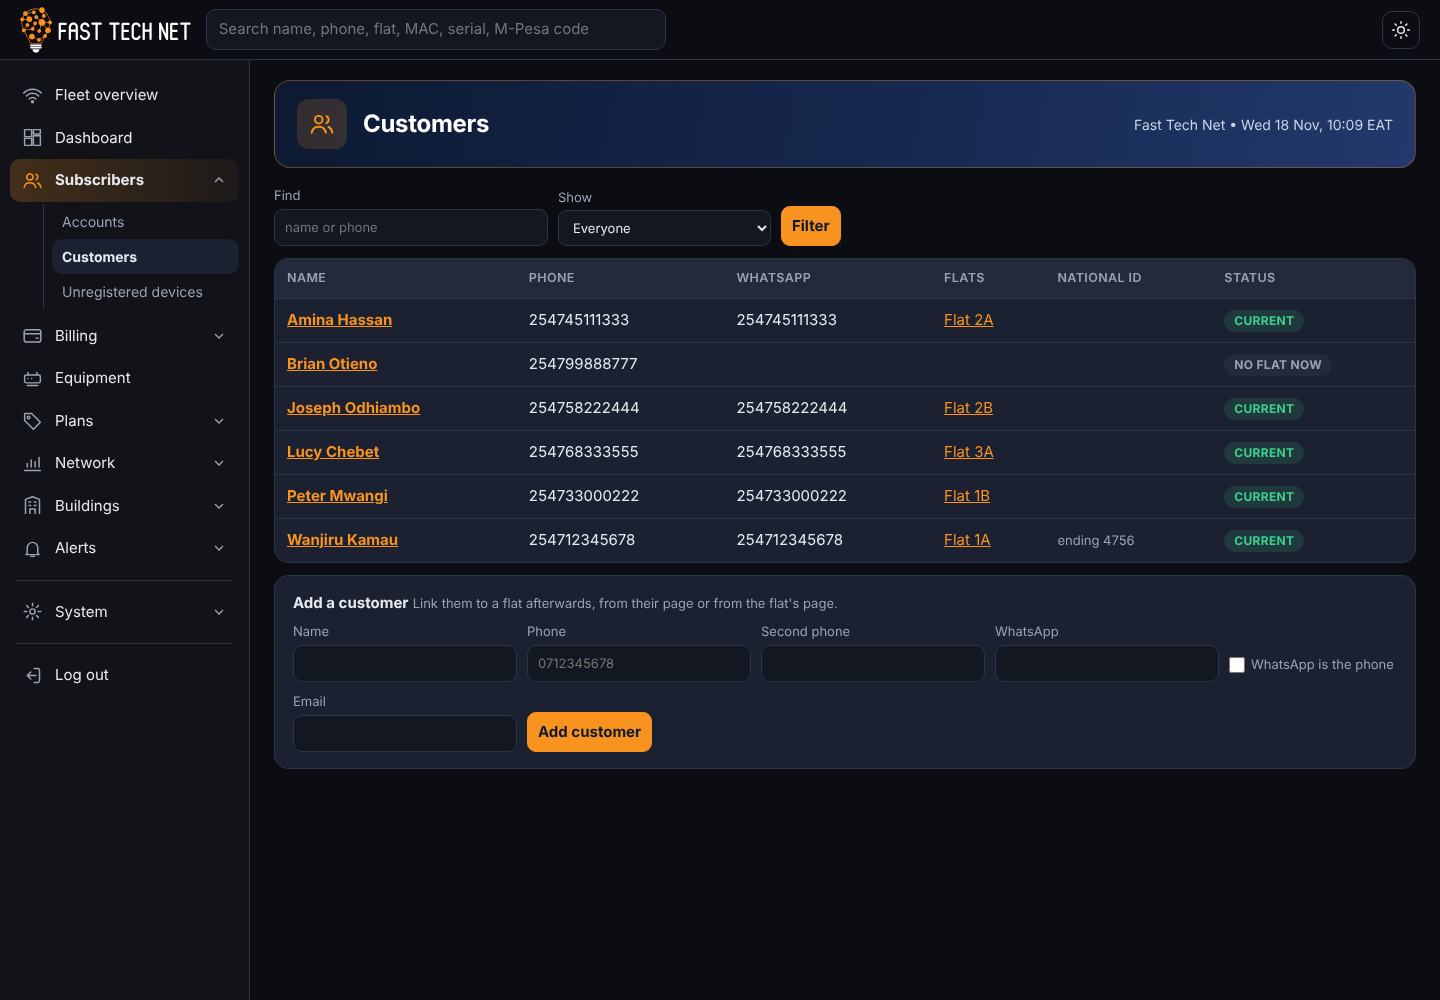 FAST TECH NET
Search name, phone, flat, MAC, serial, M-Pesa code
Fleet overview
Dashboard
Subscribers
Accounts
Customers
Unregistered devices
Billing
Equipment
Plans
Network
Buildings
Alerts
System
Log out
Customers
Fast Tech Net • Wed 18 Nov, 10:09 EAT
Find
name or phone
Show
Everyone
Filter
NAME PHONE WHATSAPP FLATS NATIONAL ID STATUS
Amina Hassan 254745111333 254745111333 Flat 2A CURRENT
Brian Otieno 254799888777 NO FLAT NOW
Joseph Odhiambo 254758222444 254758222444 Flat 2B CURRENT
Lucy Chebet 254768333555 254768333555 Flat 3A CURRENT
Peter Mwangi 254733000222 254733000222 Flat 1B CURRENT
Wanjiru Kamau 254712345678 254712345678 Flat 1A ending 4756 CURRENT
Add a customer Link them to a flat afterwards, from their page or from the flat's page.
Name Phone Second phone WhatsApp
0712345678 WhatsApp is the phone
Email
Add customer